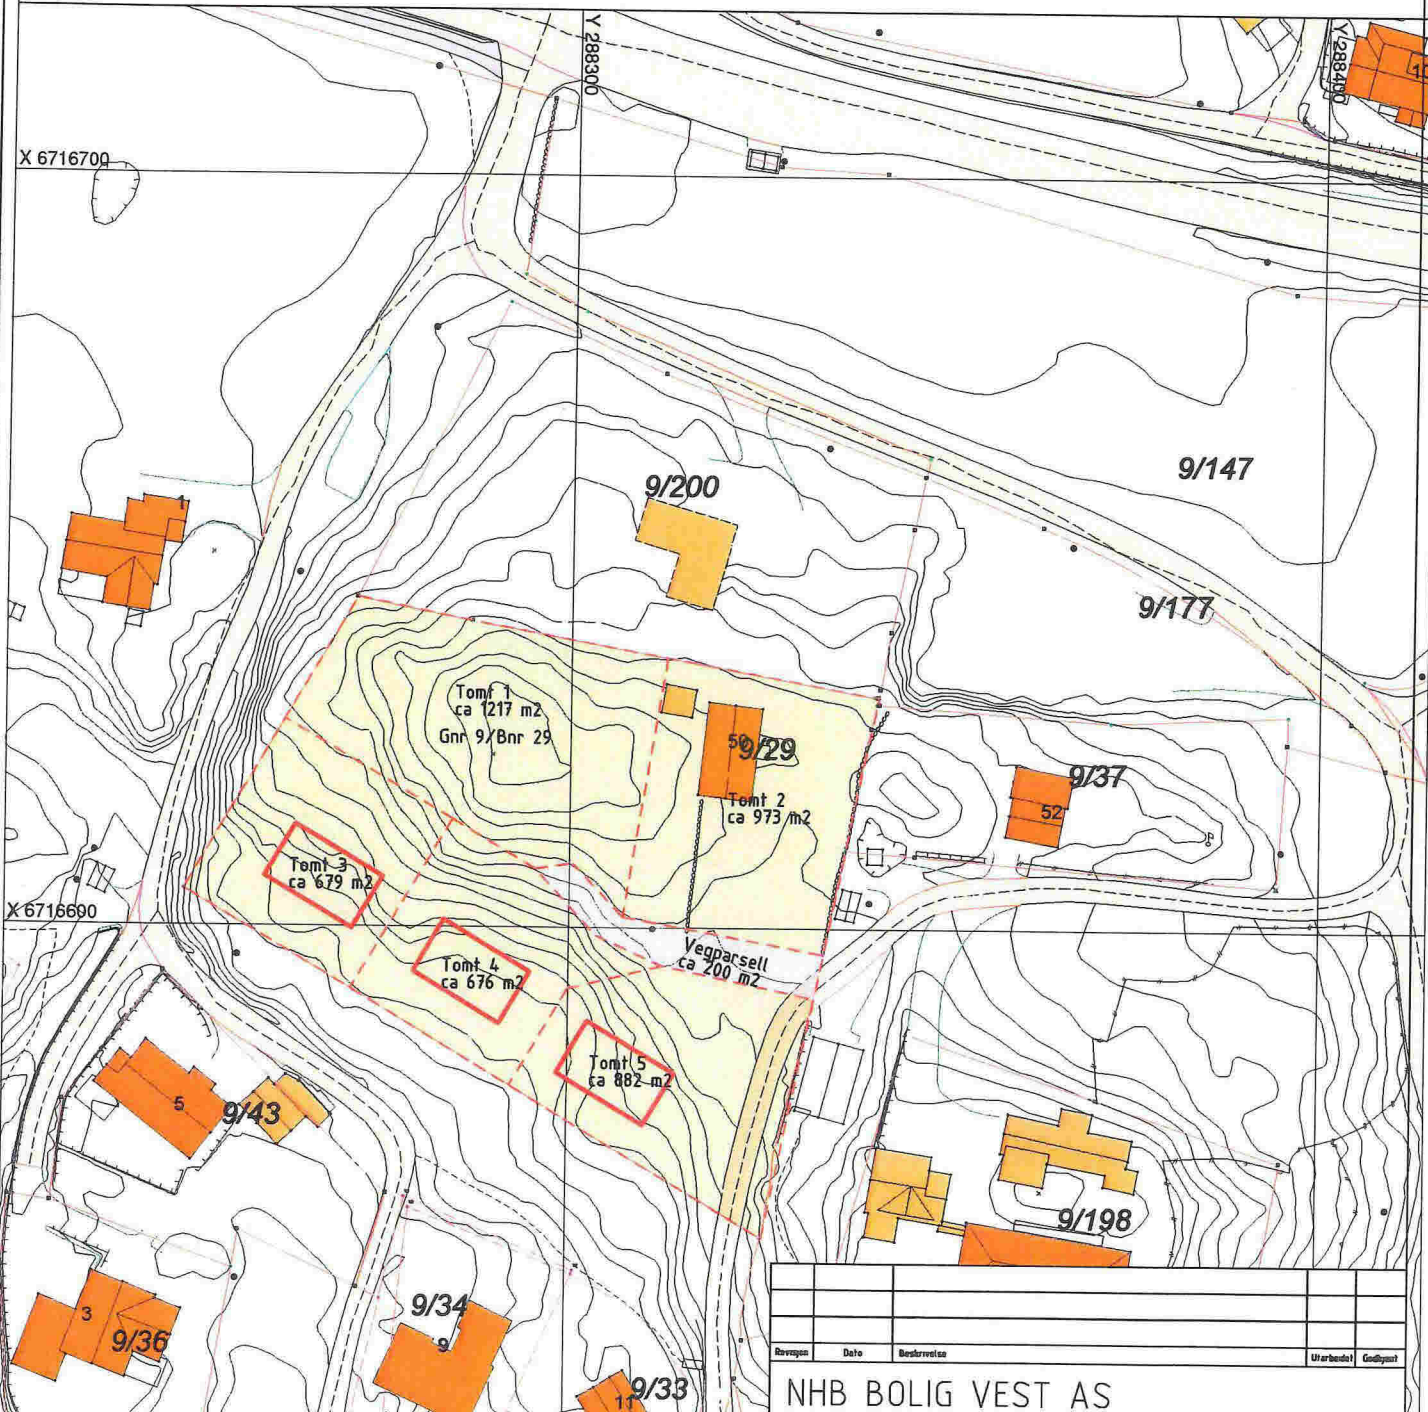 Y 288300
Y 288400
X 6716700
1
9/147
9/200
9/177
Tomt 1
ca 1217 m2
Gnr 9/Bnr 29
50
9/29
9/37
52
Tomt 2
ca 973 m2
Tomt 3
ca 679 m2
X 6716600
Vegparsell
ca 200 m2
Tomt 4
ca 676 m2
Tomt 5
ca 882 m2
5
9/43
9/198
9/34
9
3
9/36
9/33
11
Revisjon Dato Beskrivelse Utarbeidet Godkjent
NHB BOLIG VEST AS